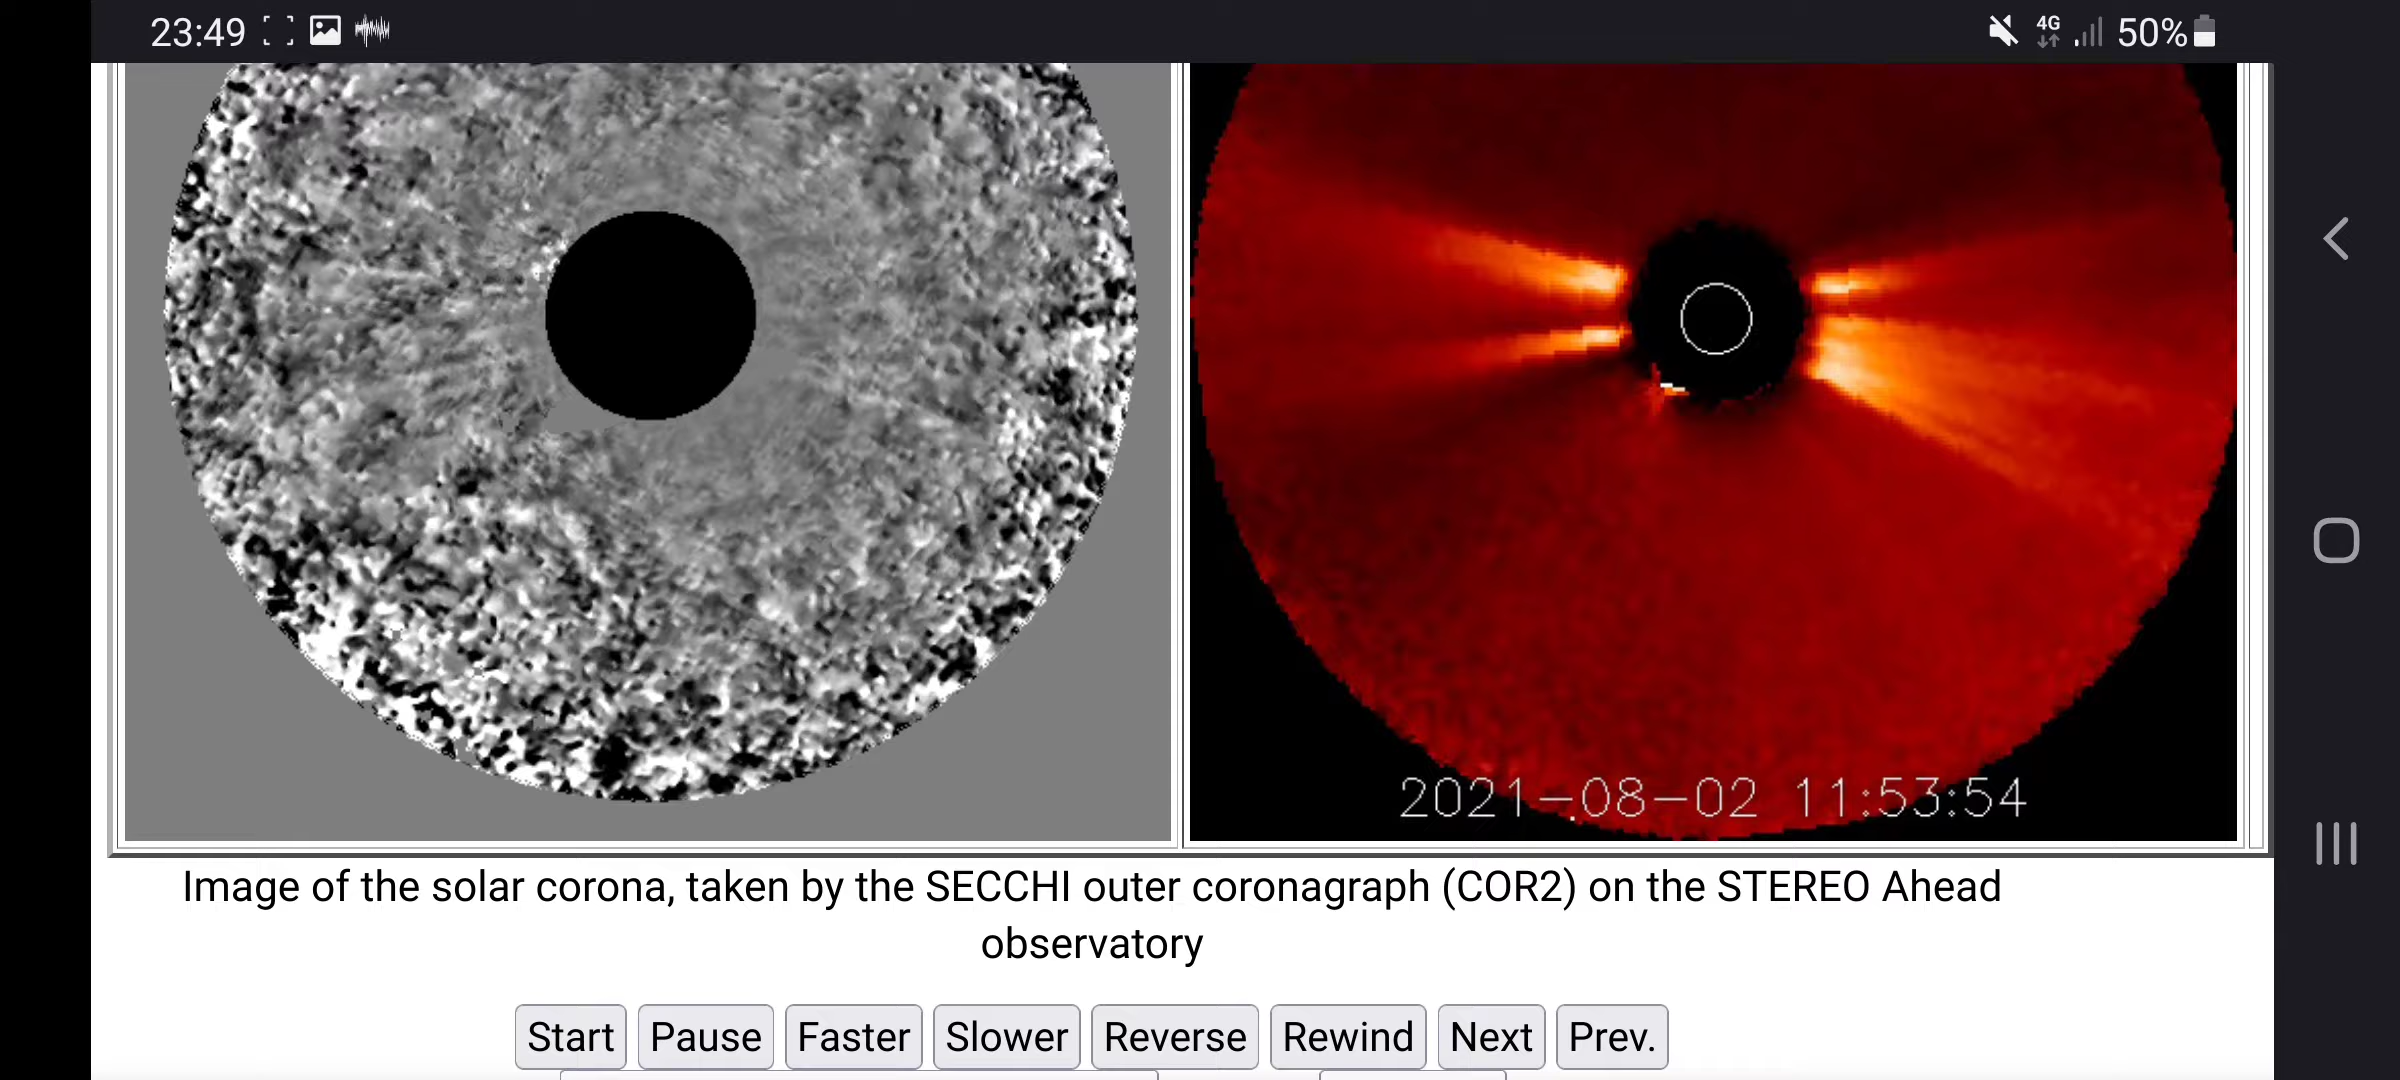 23:49
4G 50%
2021-08-02 11:53:54
Image of the solar corona, taken by the SECCHI outer coronagraph (COR2) on the STEREO Ahead
observatory
Start Pause Faster Slower Reverse Rewind Next Prev.